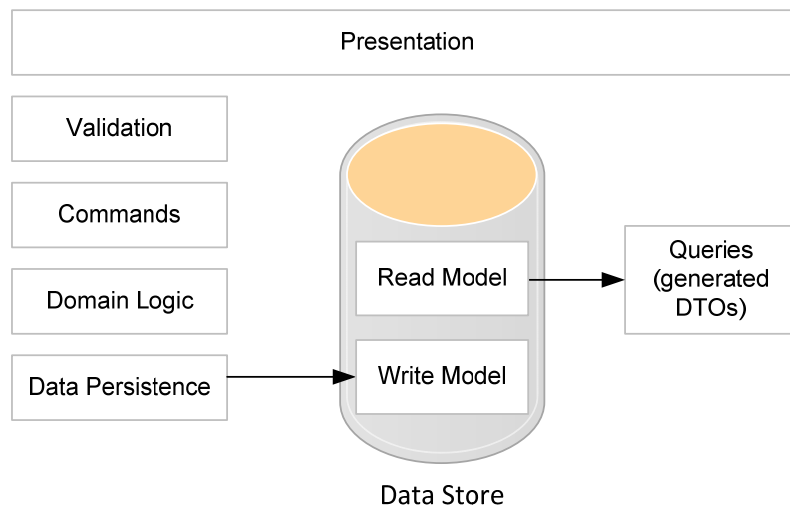 Presentation
Validation
Commands
Domain Logic
Data Persistence
Read Model
Write Model
Queries
(generated
DTOs)
Data Store